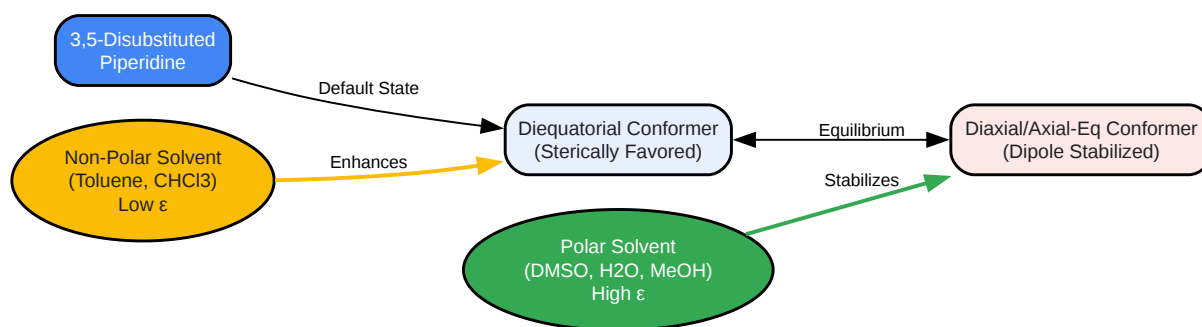 3,5-Disubstituted
Piperidine
Default State
Non-Polar Solvent
(Toluene, CHCl3)
Low ε
Enhances
Diequatorial Conformer
(Sterically Favored)
Equilibrium
Diaxial/Axial-Eq Conformer
(Dipole Stabilized)
Stabilizes
Polar Solvent
(DMSO, H2O, MeOH)
High ε